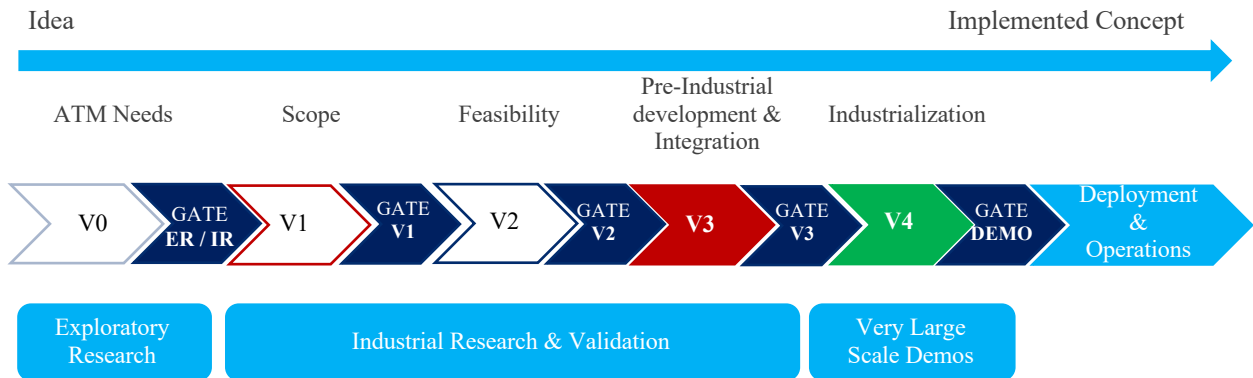 Idea
Implemented Concept
ATM Needs
Scope
Feasibility
Pre-Industrial
development &
Integration
Industrialization
V0
GATE
ER / IR
V1
GATE
V1
V2
GATE
V2
V3
GATE
V3
V4
GATE
DEMO
Deployment
&
Operations
Exploratory
Research
Industrial Research & Validation
Very Large
Scale Demos